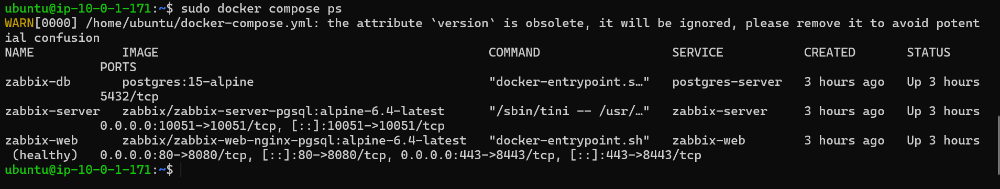 ubuntu@ip-10-0-1-171:~$ sudo docker compose ps
WARN[0000] /home/ubuntu/docker-compose.yml: the attribute `version` is obsolete, it will be ignored, please remove it to avoid potent
ial confusion
NAME            IMAGE                                             COMMAND                  SERVICE           CREATED       STATUS
             PORTS
zabbix-db       postgres:15-alpine                                "docker-entrypoint.s…"   postgres-server   3 hours ago   Up 3 hours
             5432/tcp
zabbix-server   zabbix/zabbix-server-pgsql:alpine-6.4-latest      "/sbin/tini -- /usr/…"   zabbix-server     3 hours ago   Up 3 hours
             0.0.0.0:10051->10051/tcp, [::]:10051->10051/tcp
zabbix-web      zabbix/zabbix-web-nginx-pgsql:alpine-6.4-latest   "docker-entrypoint.sh"   zabbix-web        3 hours ago   Up 3 hours
 (healthy)   0.0.0.0:80->8080/tcp, [::]:80->8080/tcp, 0.0.0.0:443->8443/tcp, [::]:443->8443/tcp
ubuntu@ip-10-0-1-171:~$